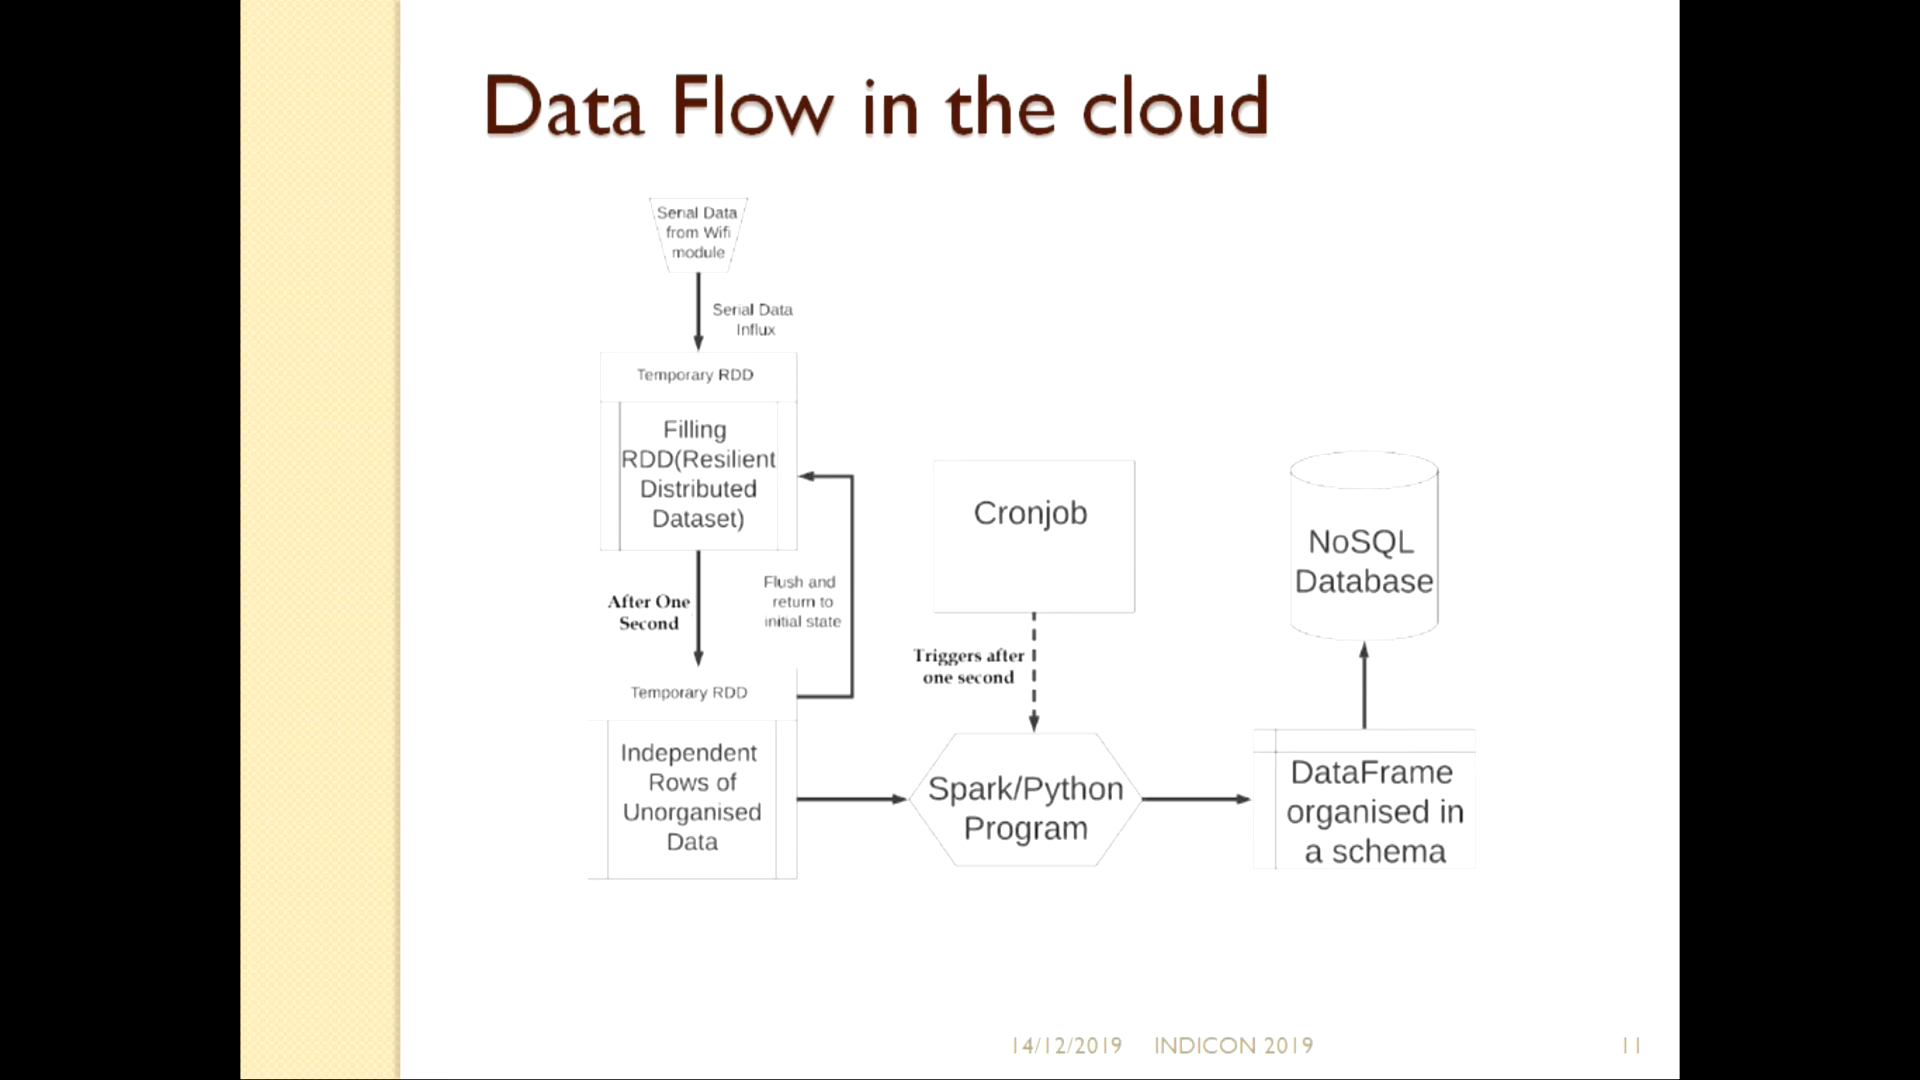 Data Flow in the cloud
Serial Data
from Wifi
module
Serial Data
Influx
Temporary RDD
Filling
RDD(Resilient
Distributed
Dataset)
After One
Second
Flush and
return to
initial state
Temporary RDD
Independent
Rows of
Unorganised
Data
Cronjob
Triggers after
one second
Spark/Python
Program
NoSQL
Database
DataFrame
organised in
a schema
14/12/2019 INDICON 2019 11